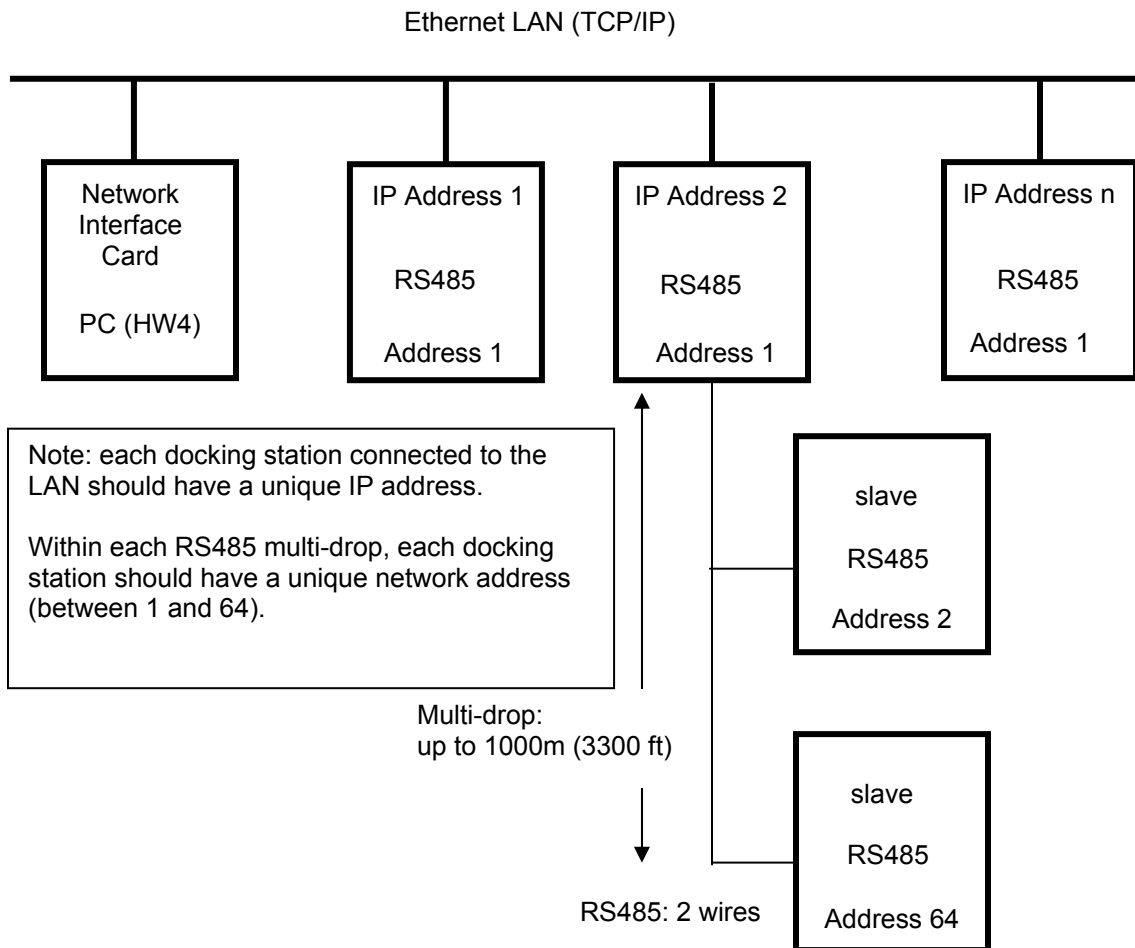 Ethernet LAN (TCP/IP)
Network
Interface
Card
PC (HW4)
IP Address 1
RS485
Address 1
IP Address 2
RS485
Address 1
IP Address n
RS485
Address 1
Note: each docking station connected to the
LAN should have a unique IP address.
Within each RS485 multi-drop, each docking
station should have a unique network address
(between 1 and 64).
slave
RS485
Address 2
Multi-drop:
up to 1000m (3300 ft)
slave
RS485
Address 64
RS485: 2 wires